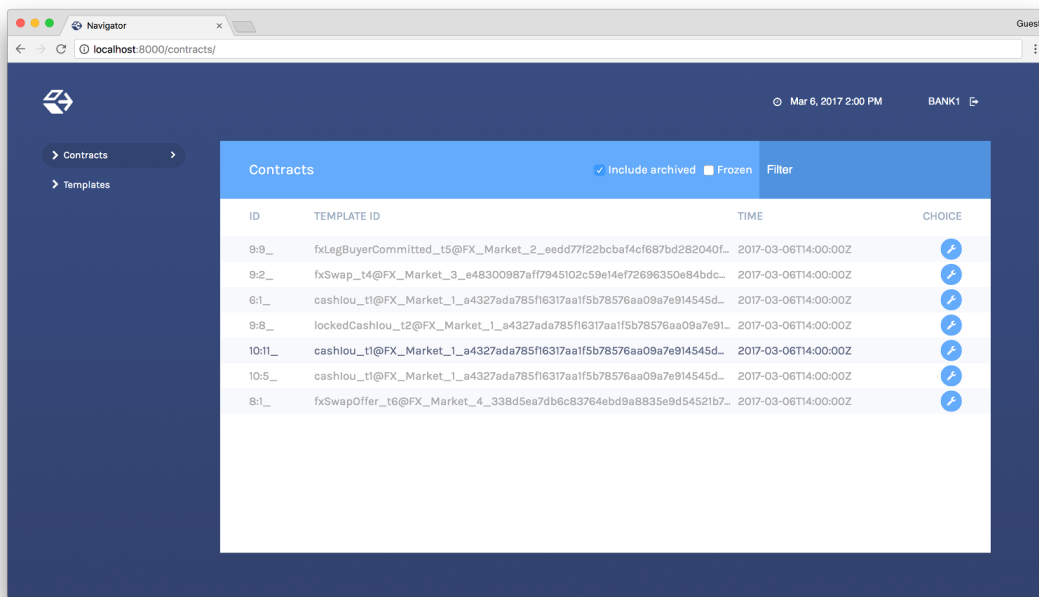 Navigator
Guest
localhost:8000/contracts/
Mar 6, 2017 2:00 PM BANK1
Contracts
Templates
Contracts Include archived Frozen Filter
ID TEMPLATE ID TIME CHOICE
9:9_ fxLegBuyerCommitted_t5@FX_Market_2_eedd77f22bcbaf4cf687bd282040f... 2017-03-06T14:00:00Z
9:2_ fxSwap_t4@FX_Market_3_e48300987aff7945102c59e14ef72696350e84bdc... 2017-03-06T14:00:00Z
6:1_ cashIou_t1@FX_Market_1_a4327ada785f16317aa1f5b78576aa09a7e914545d... 2017-03-06T14:00:00Z
9:8_ lockedCashIou_t2@FX_Market_1_a4327ada785f16317aa1f5b78576aa09a7e91... 2017-03-06T14:00:00Z
10:11_ cashIou_t1@FX_Market_1_a4327ada785f16317aa1f5b78576aa09a7e914545d... 2017-03-06T14:00:00Z
10:5_ cashIou_t1@FX_Market_1_a4327ada785f16317aa1f5b78576aa09a7e914545d... 2017-03-06T14:00:00Z
8:1_ fxSwapOffer_t6@FX_Market_4_338d5ea7db6c83764ebd9a8835e9d54521b7... 2017-03-06T14:00:00Z